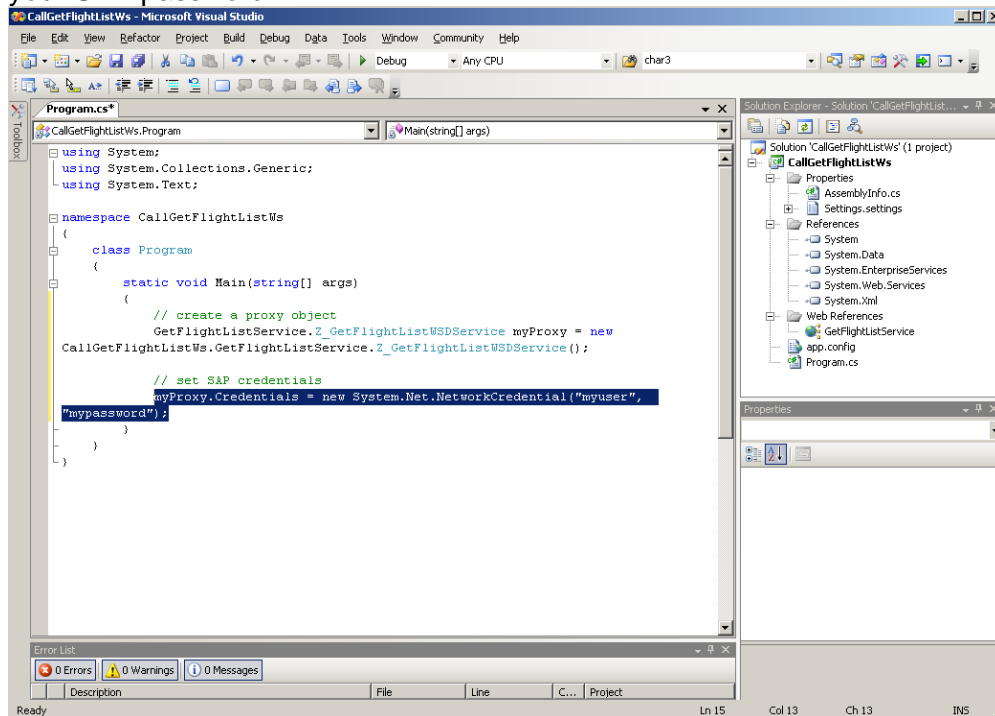 your SAP password.
CallGetFlightListWs - Microsoft Visual Studio
File Edit View Refactor Project Build Debug Data Tools Window Community Help
Debug Any CPU char3
Toolbox
Program.cs*
CallGetFlightListWs.Program Main(string[] args)
using System;
using System.Collections.Generic;
using System.Text;
namespace CallGetFlightListWs
{
class Program
{
static void Main(string[] args)
{
// create a proxy object
GetFlightListService.Z_GetFlightListWSDService myProxy = new
CallGetFlightListWs.GetFlightListService.Z_GetFlightListWSDService();
// set SAP credentials
myProxy.Credentials = new System.Net.NetworkCredential("myuser",
"mypassword");
}
}
}
Solution Explorer - Solution 'CallGetFlightList...
Solution 'CallGetFlightListWs' (1 project)
CallGetFlightListWs
Properties
AssemblyInfo.cs
Settings.settings
References
System
System.Data
System.EnterpriseServices
System.Web.Services
System.Xml
Web References
GetFlightListService
app.config
Program.cs
Properties
Error List
0 Errors 0 Warnings 0 Messages
Description File Line C... Project
Ready Ln 15 Col 13 Ch 13 INS